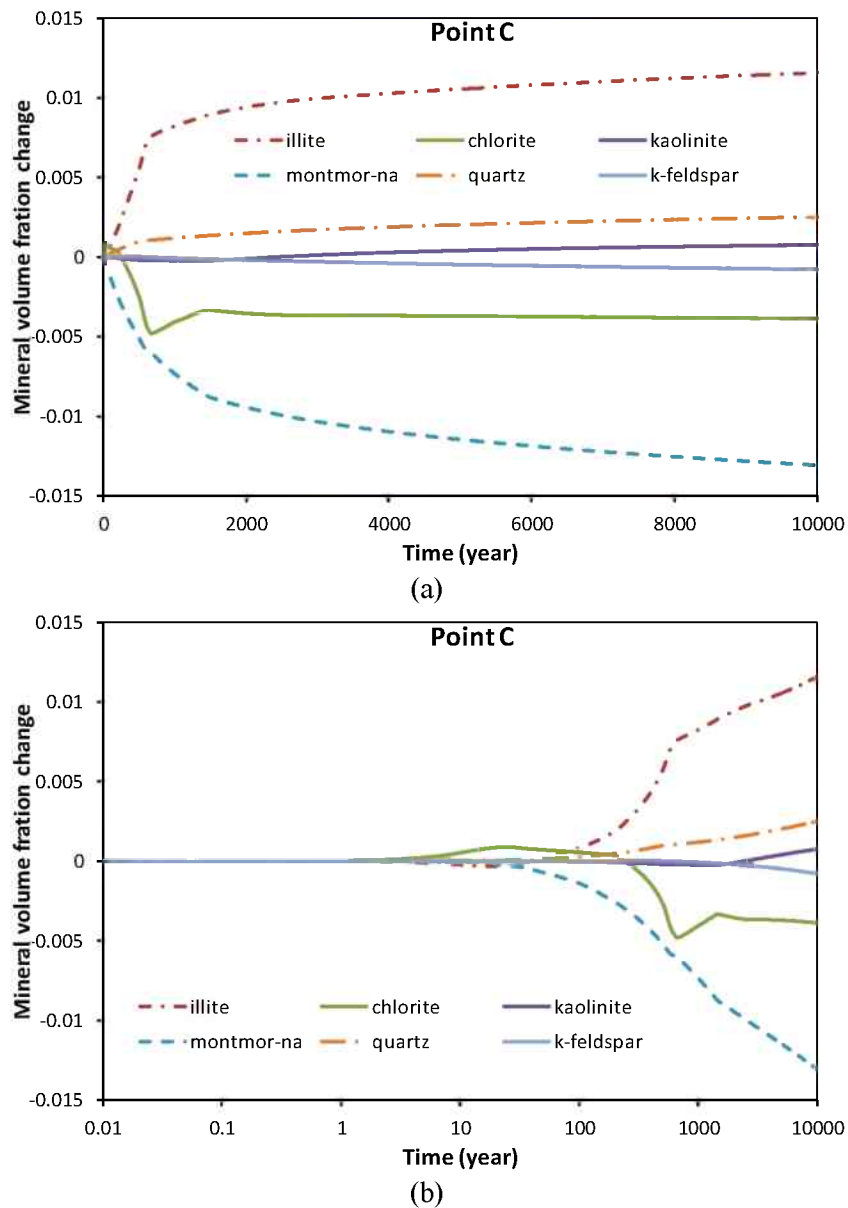 Point C
0.015
0.01
0.005
0
-0.005
-0.01
-0.015
Mineral volume fration change
illite
chlorite
kaolinite
montmor-na
quartz
k-feldspar
0
2000
4000
6000
8000
10000
Time (year)
(a)
Point C
0.015
0.01
0.005
0
-0.005
-0.01
-0.015
Mineral volume fration change
illite
chlorite
kaolinite
montmor-na
quartz
k-feldspar
0.01
0.1
1
10
100
1000
10000
Time (year)
(b)